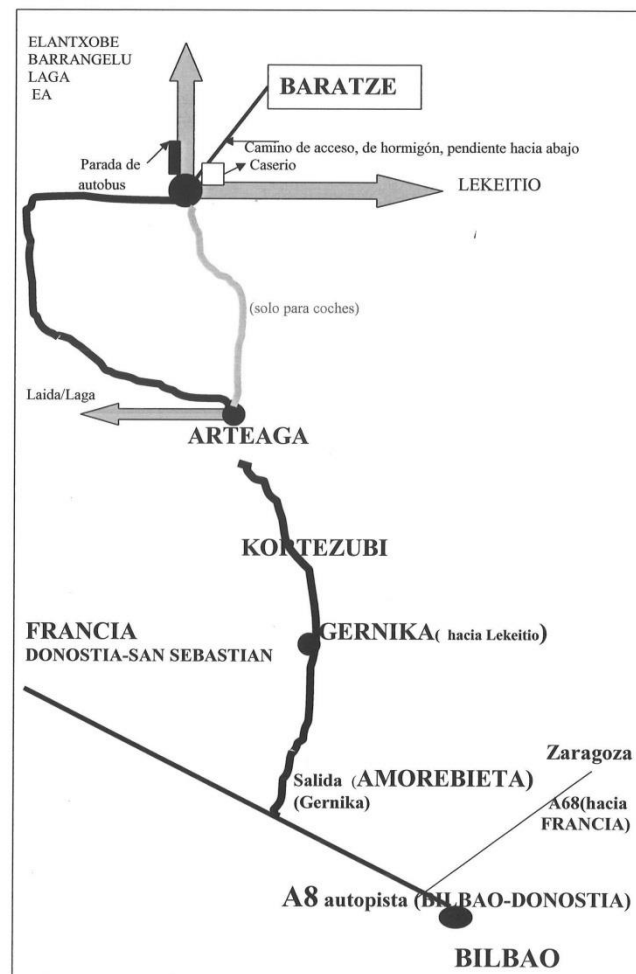 ELANTXOBE
BARRANGELU
LAGA
EA
BARATZE
Camino de acceso, de hormigón, pendiente hacia abajo
Parada de
autobus
Caserio
LEKEITIO
(solo para coches)
Laida/Laga
ARTEAGA
KORTEZUBI
FRANCIA
DONOSTIA-SAN SEBASTIAN
GERNIKA( hacia Lekeitio)
Zaragoza
Salida (AMOREBIETA)
(Gernika)
A68(hacia
FRANCIA)
A8 autopista (BILBAO-DONOSTIA)
BILBAO